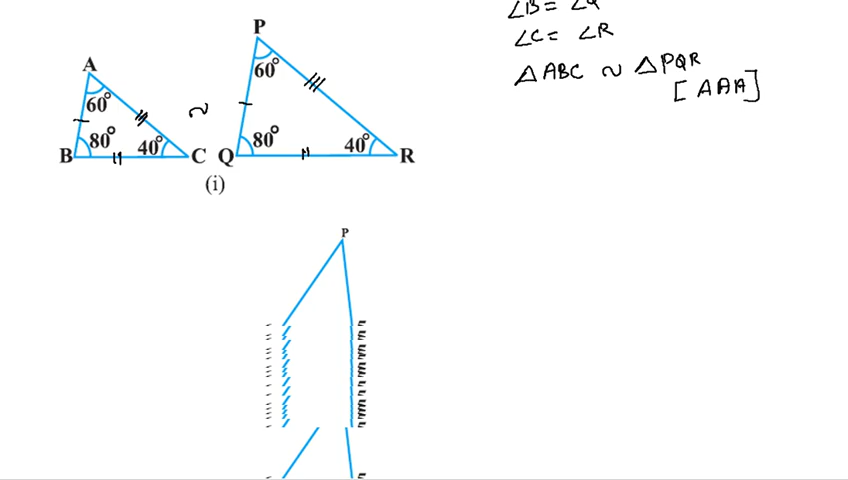 ∠B = ∠Q
∠C = ∠R
△ABC ~ △PQR
[AAA]
P
A
60°
60°
~
B 80° 40° C Q 80° 40° R
(i)
P